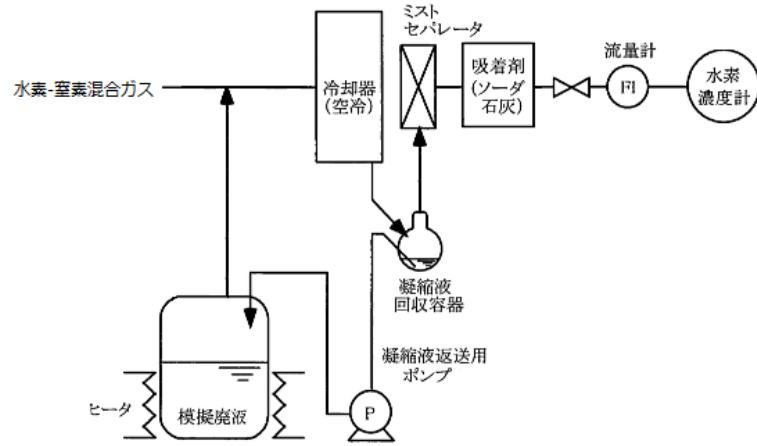 ミスト
セパレータ
水素-窒素混合ガス
冷却器
(空冷)
吸着剤
(ソーダ
石灰)
流量計
FI
水素
濃度計
凝縮液
回収容器
凝縮液返送用
ポンプ
P
ヒータ
模擬廃液